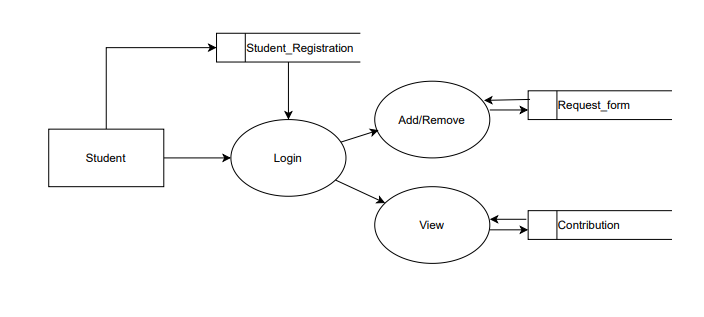 Student_Registration
Add/Remove
Request_form
Student
Login
View
Contribution